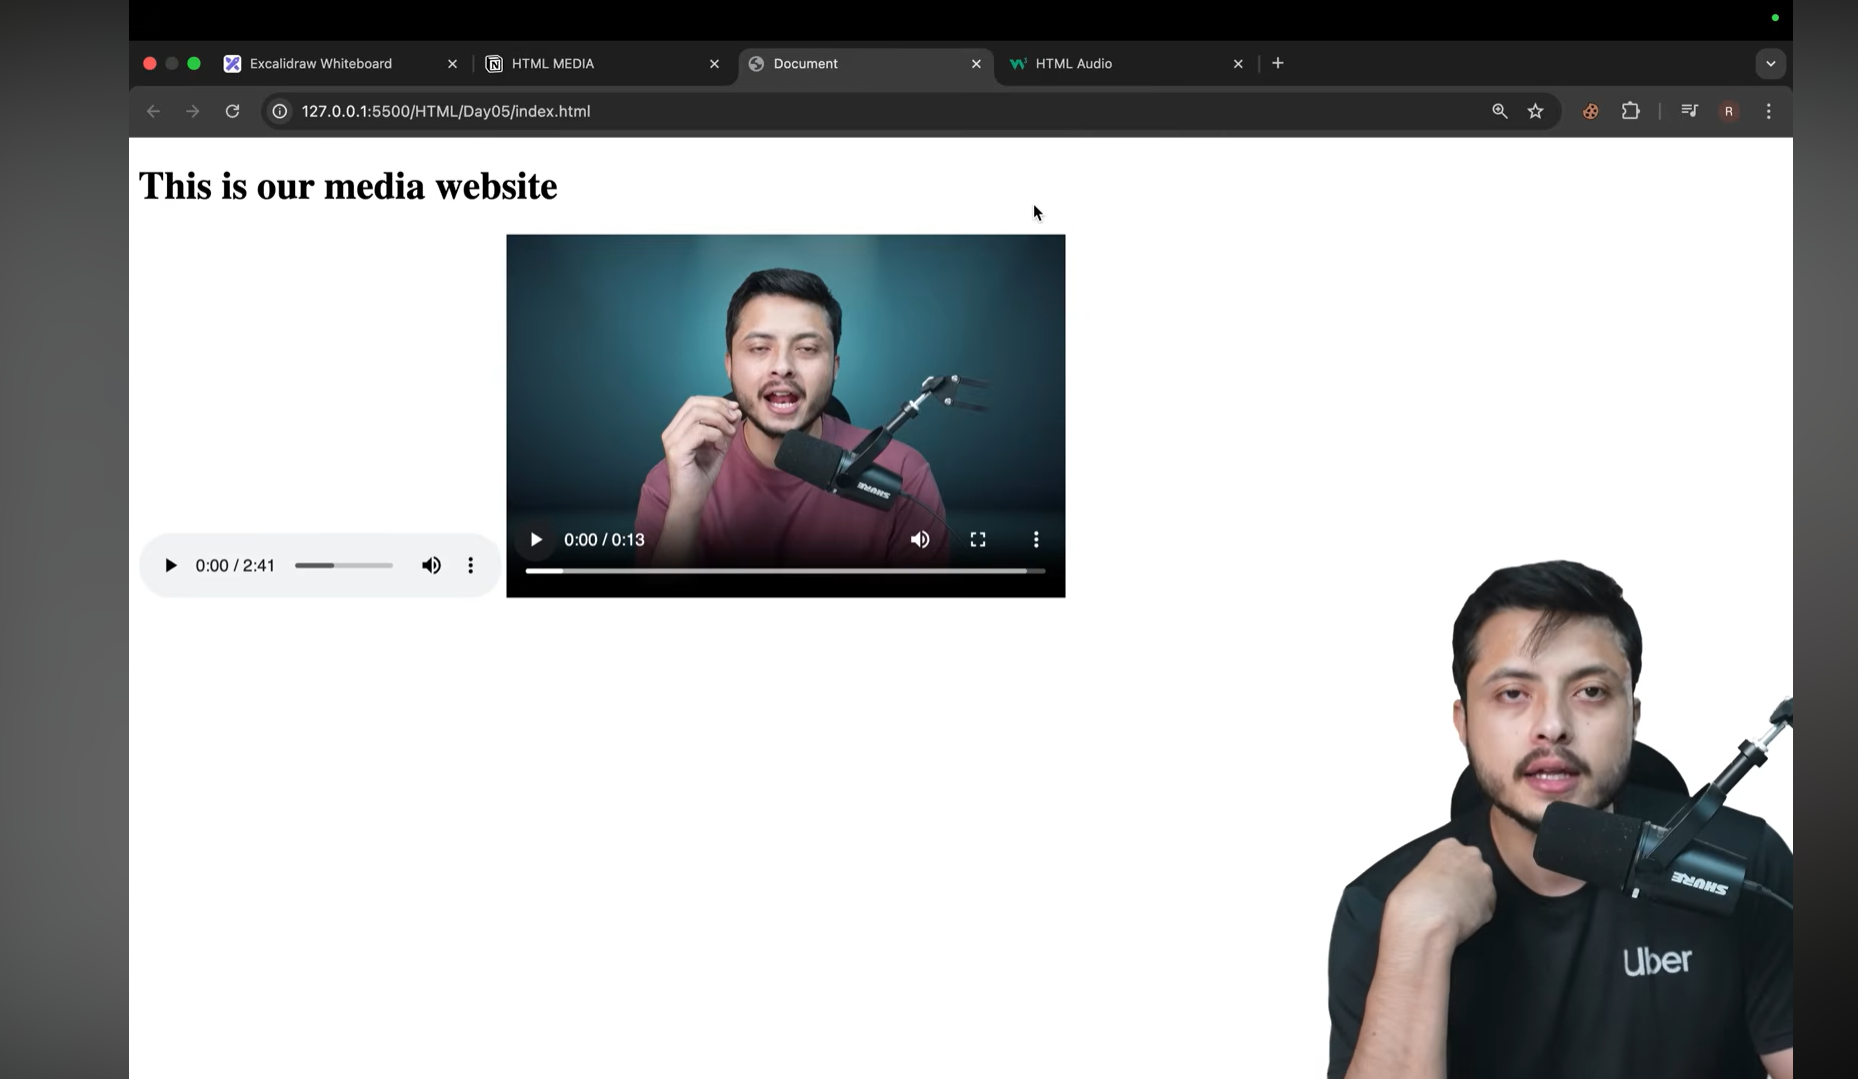 Excalidraw Whiteboard
HTML MEDIA
Document
HTML Audio
127.0.0.1:5500/HTML/Day05/index.html
R
This is our media website
SHURE
0:00 / 0:13
0:00 / 2:41
SHURE
Uber